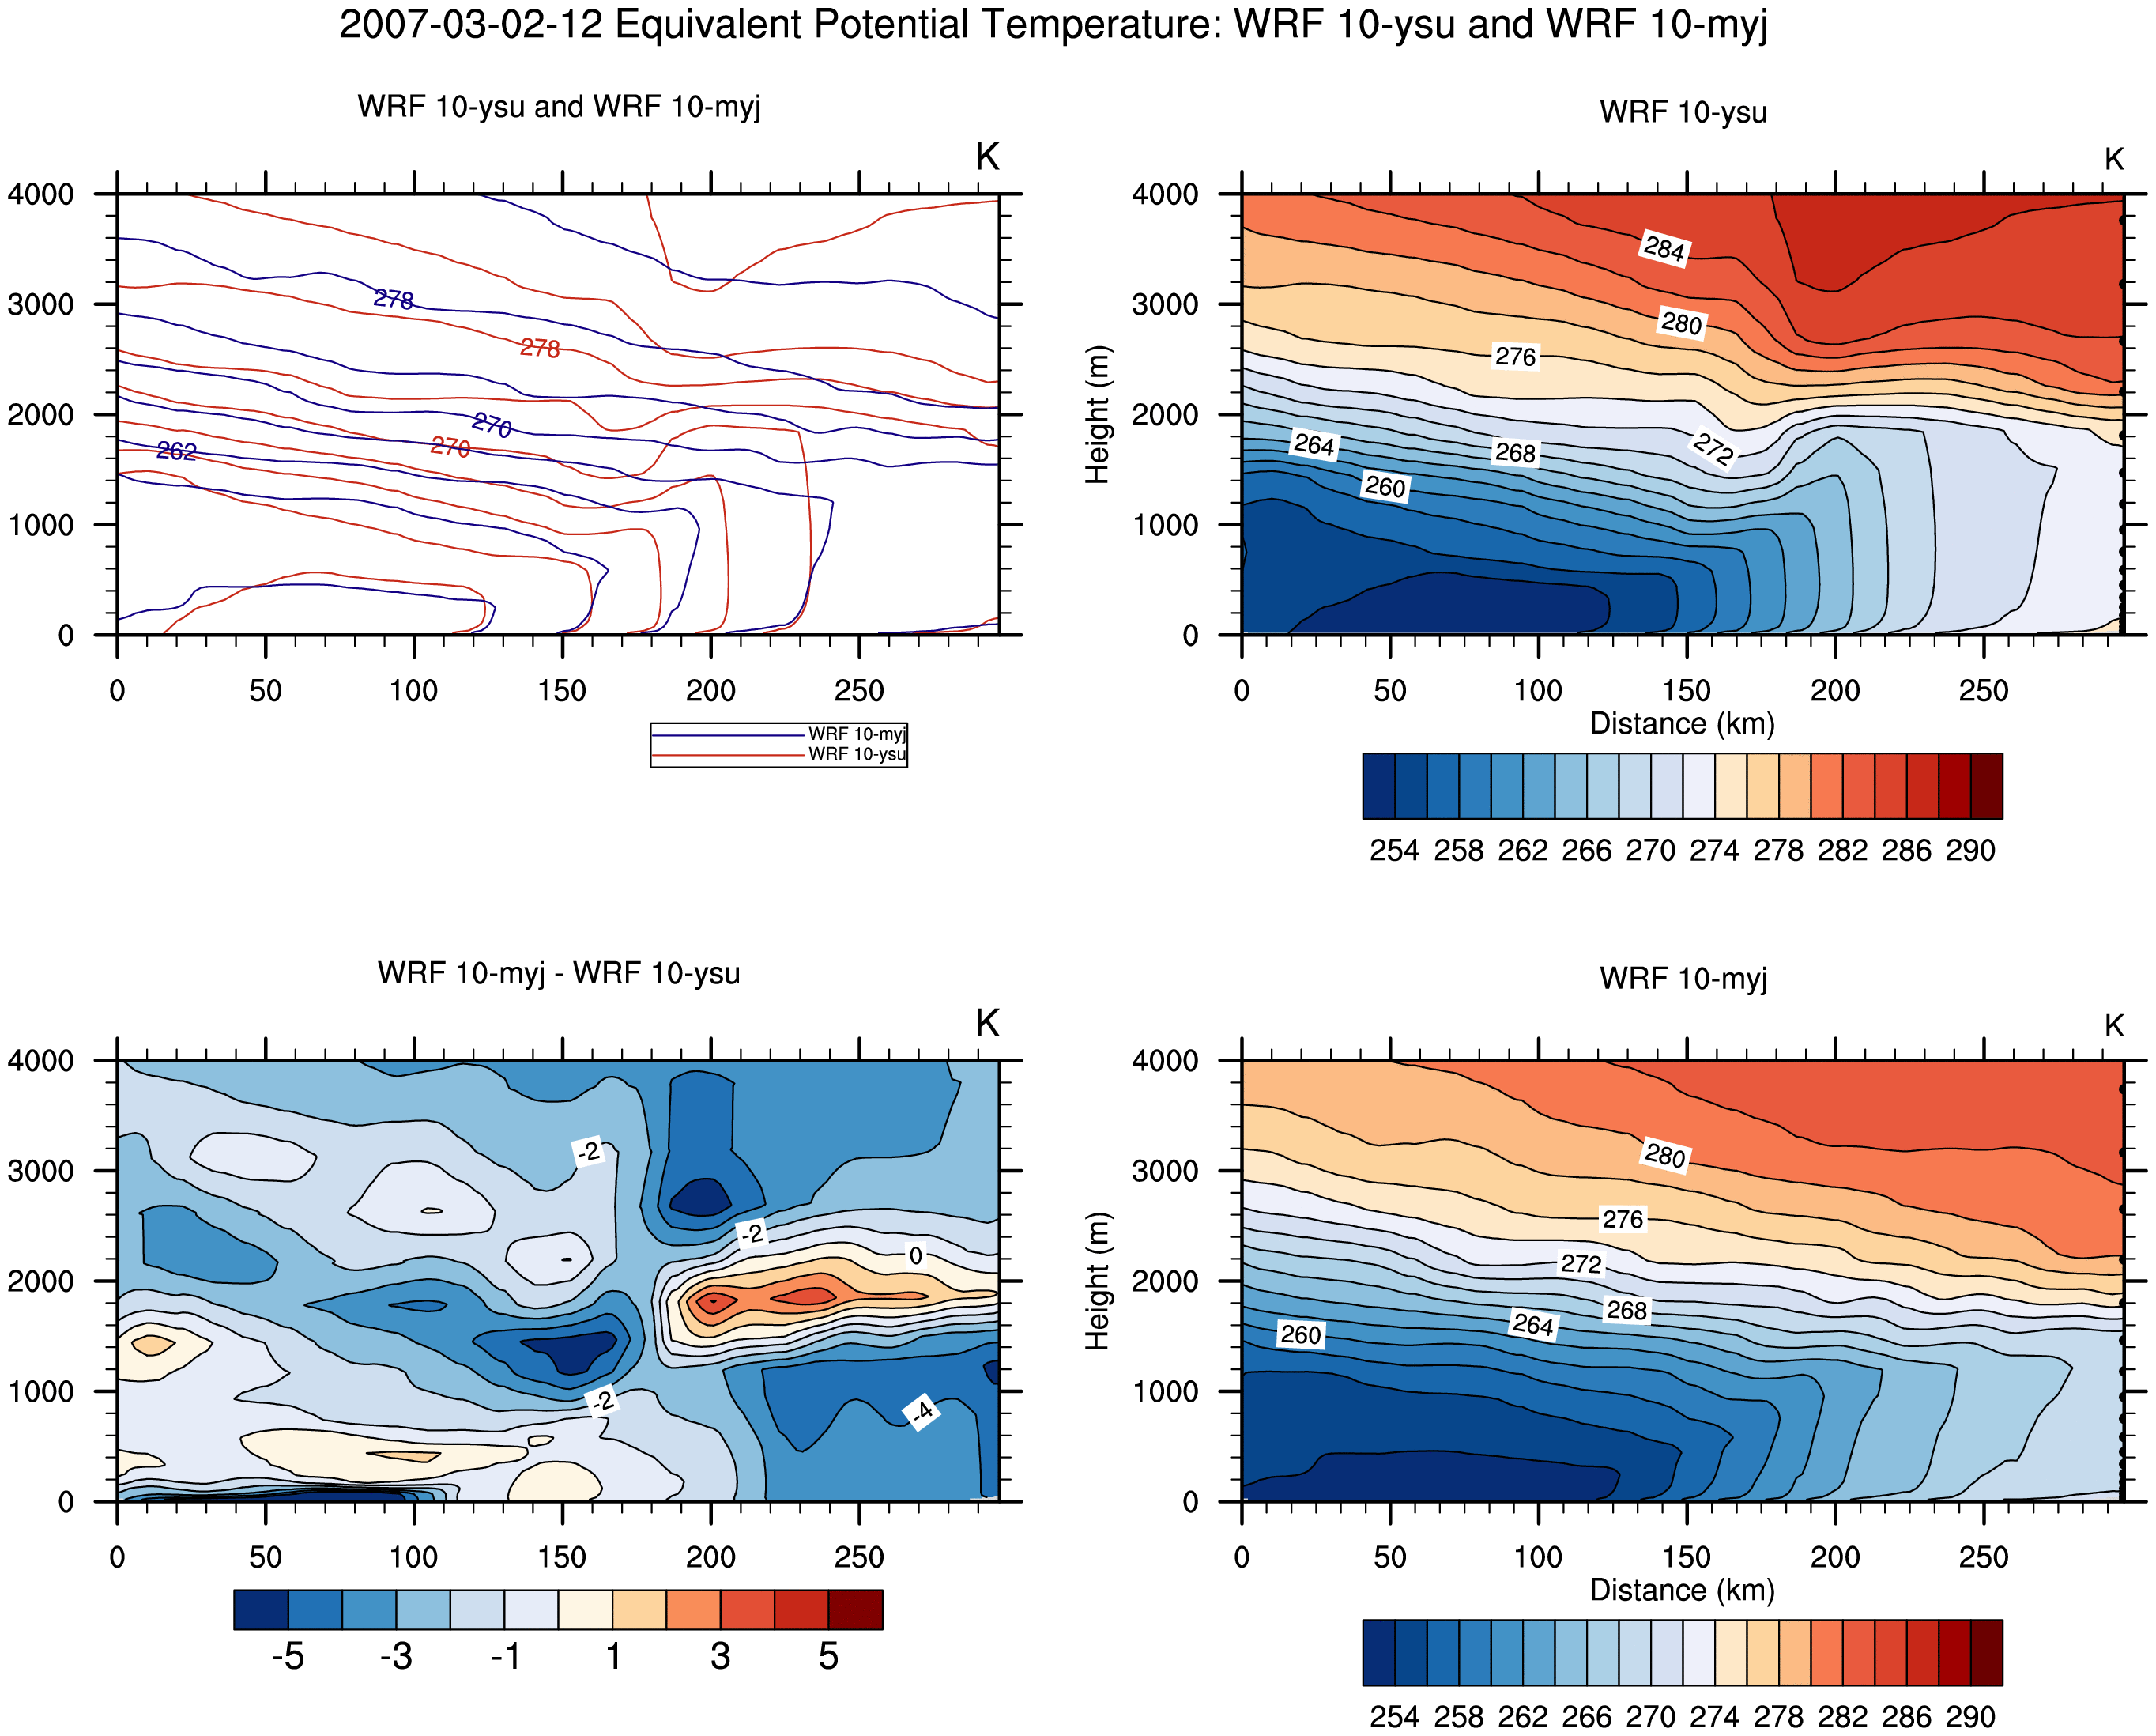 2007-03-02-12 Equivalent Potential Temperature: WRF 10-ysu and WRF 10-myj
WRF 10-ysu and WRF 10-myj
K
4000
3000
2000
1000
0
278
278
270
270
262
0 50 100 150 200 250
WRF 10-myj
WRF 10-ysu
WRF 10-ysu
K
Height (m)
4000
3000
2000
1000
0
284
280
276
272
268
264
260
0 50 100 150 200 250
Distance (km)
254 258 262 266 270 274 278 282 286 290
WRF 10-myj - WRF 10-ysu
K
4000
3000
2000
1000
0
-2
-2
0
-2
-4
0 50 100 150 200 250
-5 -3 -1 1 3 5
WRF 10-myj
K
Height (m)
4000
3000
2000
1000
0
280
276
272
268
264
260
0 50 100 150 200 250
Distance (km)
254 258 262 266 270 274 278 282 286 290